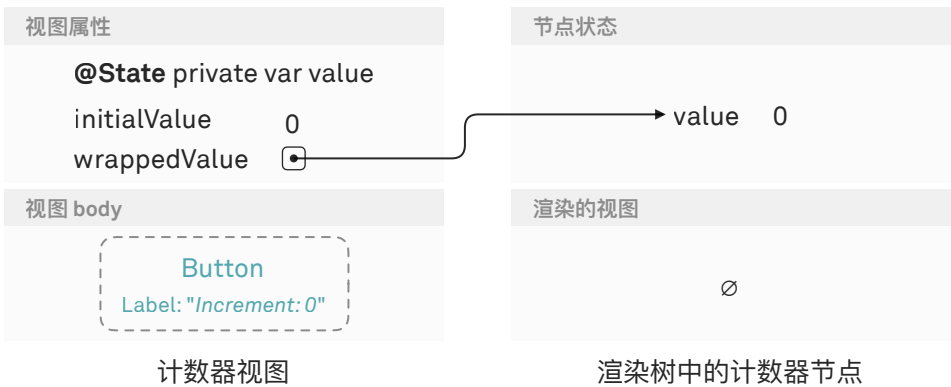 视图属性
节点状态
@State private var value
initialValue 0
wrappedValue
value 0
视图 body
渲染的视图
Button
Label: "Increment: 0"
∅
计数器视图
渲染树中的计数器节点